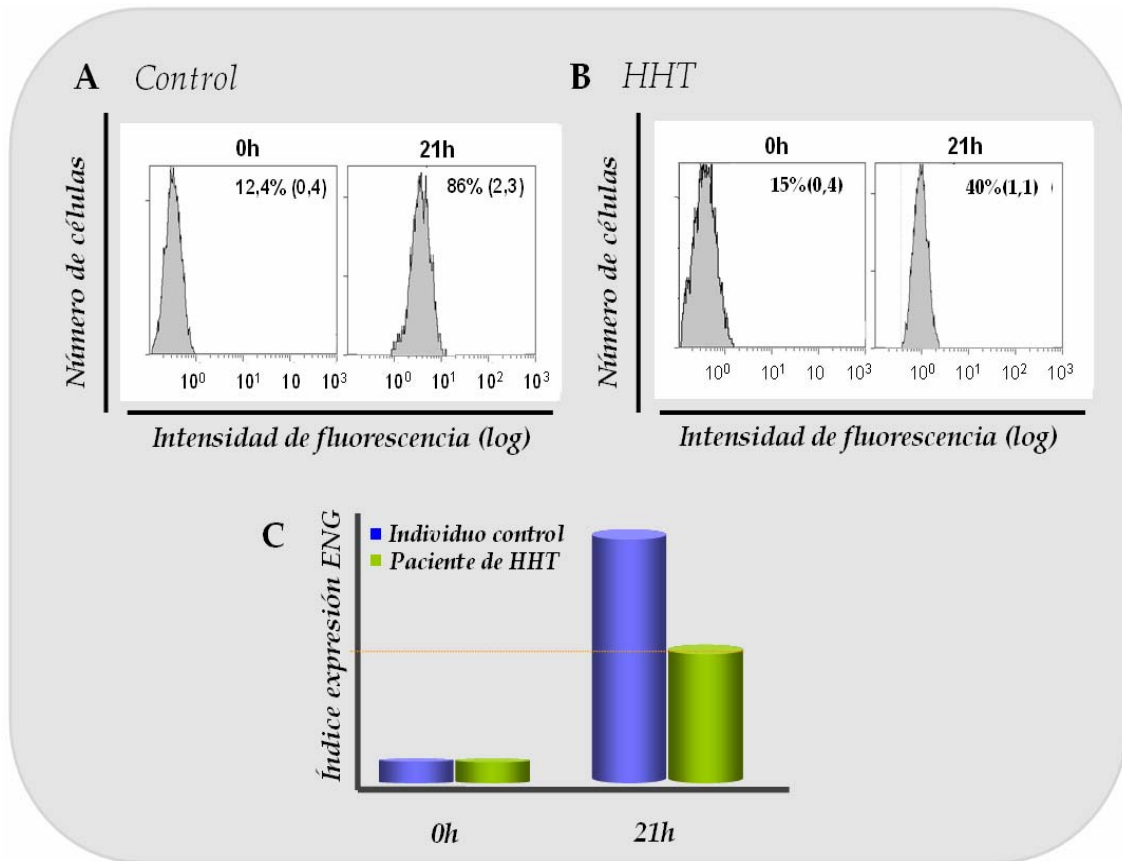 A Control
Número de células
0h
12,4% (0,4)
10⁰ 10¹ 10 10³
21h
86% (2,3)
10⁰ 10¹ 10² 10³
Intensidad de fluorescencia (log)
B HHT
Número de células
0h
15%(0,4)
10⁰ 10¹ 10 10³
21h
40%(1,1)
10⁰ 10¹ 10² 10³
Intensidad de fluorescencia (log)
C
Índice expresión ENG
Individuo control
Paciente de HHT
0h 21h